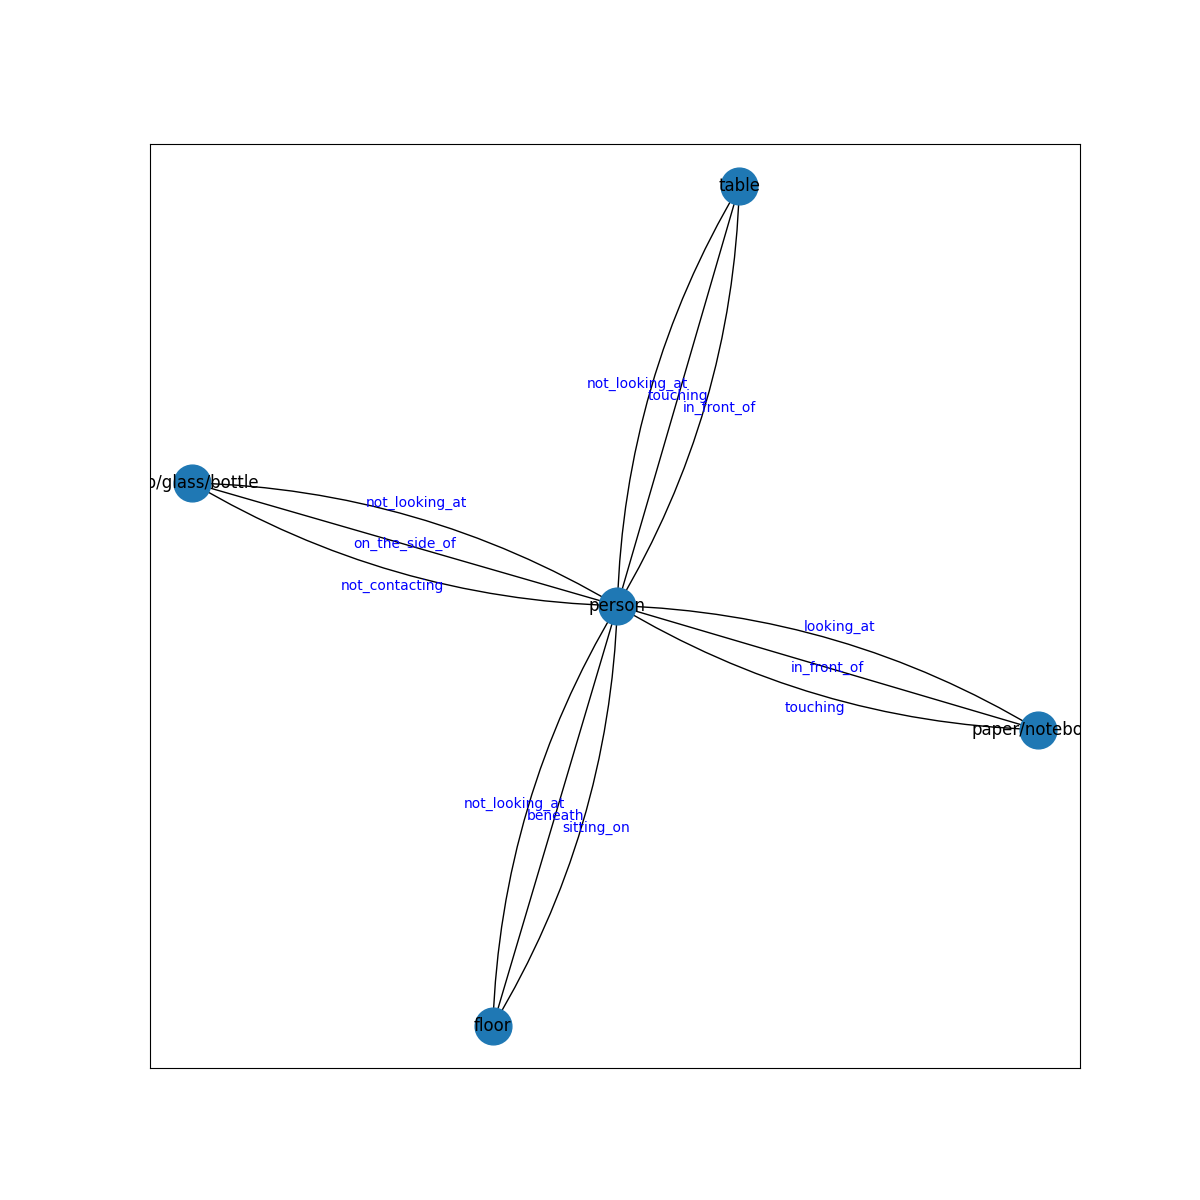 table
not_looking_at
touching
in_front_of
/glass/bottle
not_looking_at
on_the_side_of
not_contacting
person
looking_at
in_front_of
touching
paper/notebo
not_looking_at
beneath
sitting_on
floor